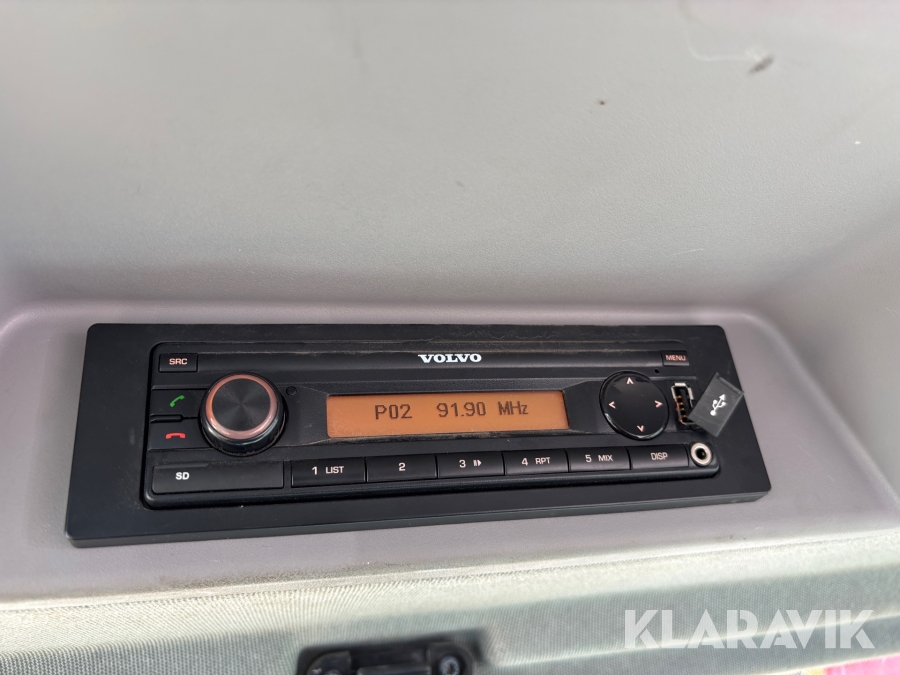 VOLVO
SRC
MENU
P02 91.90 MHz
SD
1 LIST
2
3
4 RPT
5 MIX
DISP
KLARAVIK